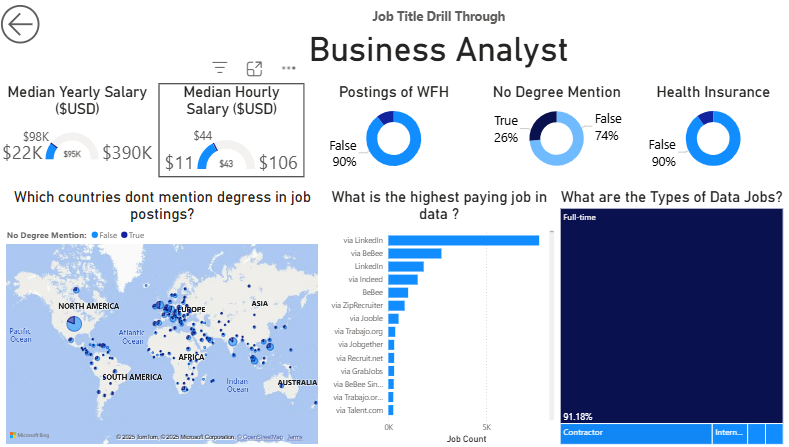 Job Title Drill Through
Business Analyst
Median Yearly Salary
($USD)
$98K
$22K
$95K
$390K
Median Hourly
Salary ($USD)
$44
$11
$43
$106
Postings of WFH
False
90%
No Degree Mention
True
26%
False
74%
Health Insurance
False
90%
Which countries dont mention degress in job
postings?
No Degree Mention: False True
NORTH AMERICA
EUROPE
ASIA
Pacific
Ocean
Atlantic
Ocean
AFRICA
SOUTH AMERICA
Indian
Ocean
AUSTRALIA
Microsoft Bing
© 2025 TomTom, © 2025 Microsoft Corporation, © OpenStreetMap Terms
What is the highest paying job in
data ?
via LinkedIn
via BeBee
LinkedIn
via Indeed
BeBee
via ZipRecruiter
via Jooble
via Trabajo.org
via Jobgether
via Recruit.net
via GrabJobs
via BeBee Sin...
via Trabajo.or...
via Talent.com
0K
5K
Job Count
What are the Types of Data Jobs?
Full-time
91.18%
Contractor
Intern...